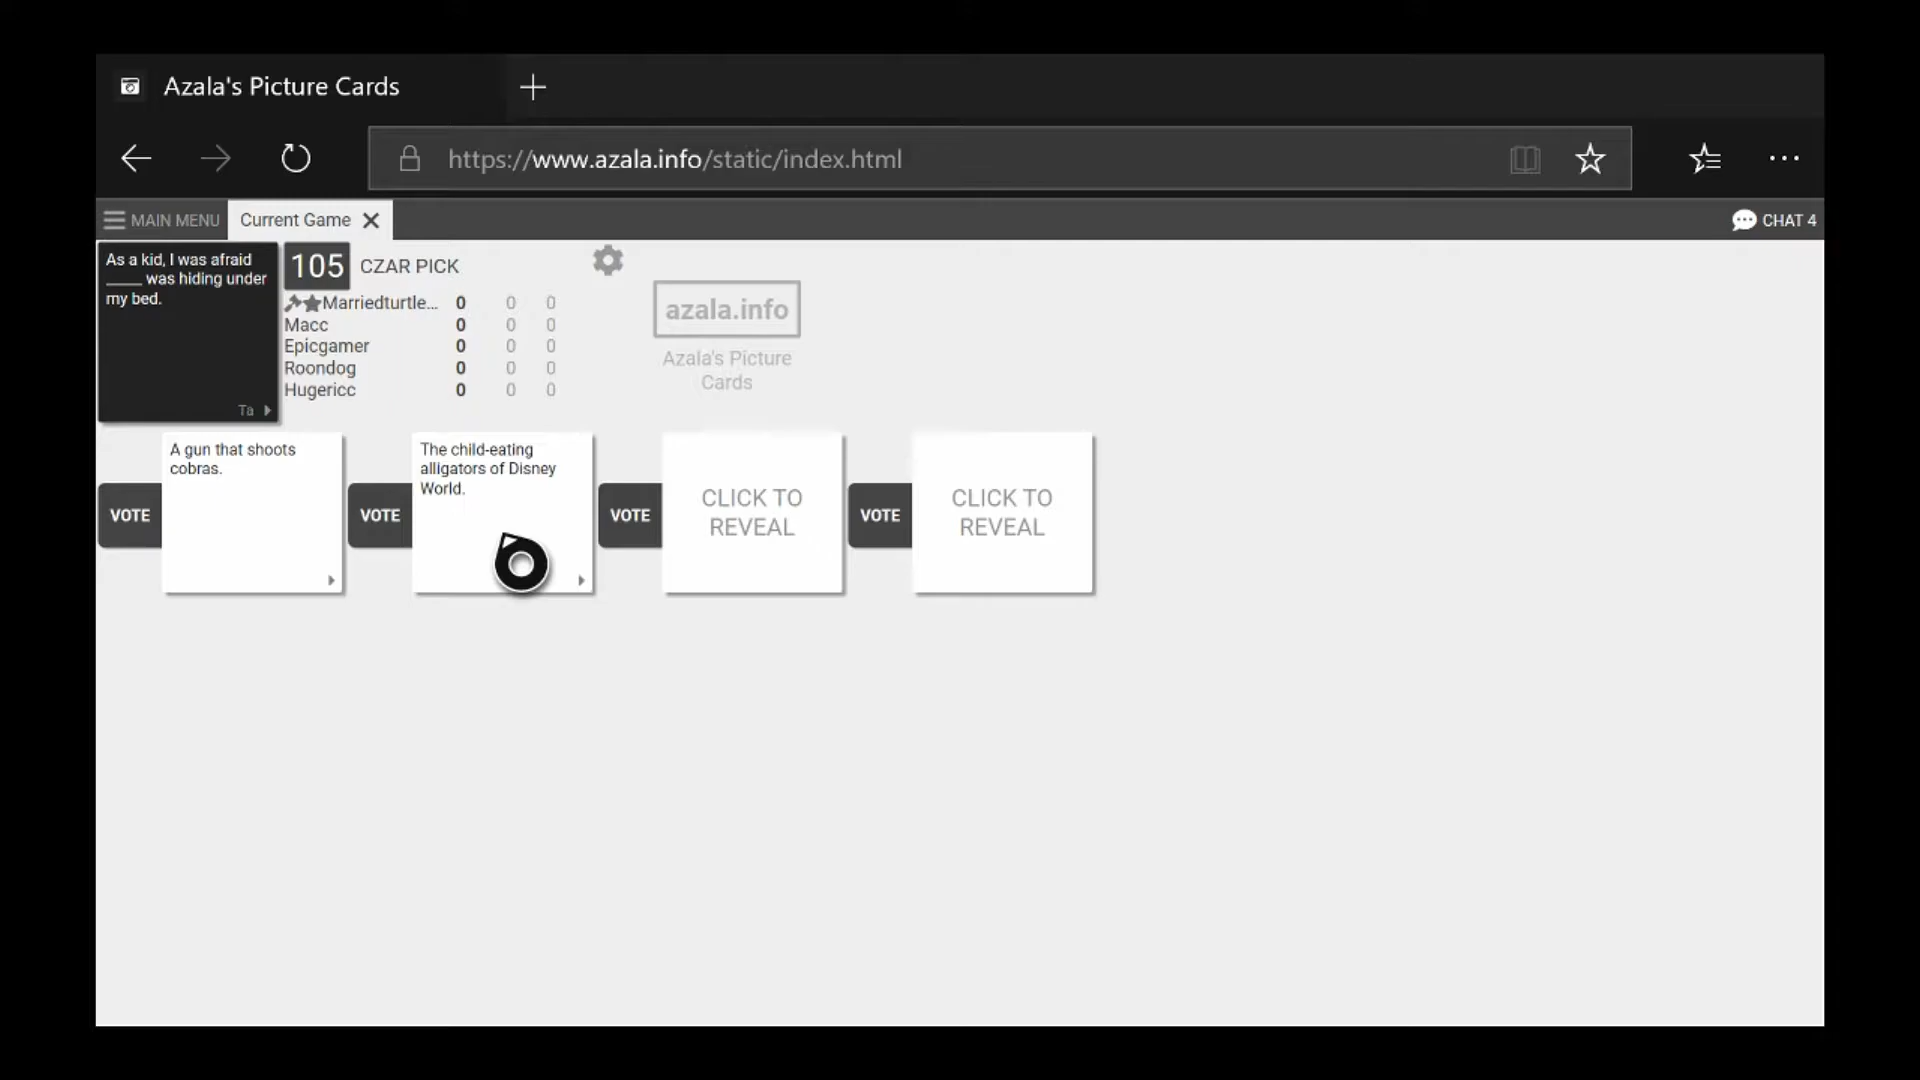 Azala's Picture Cards
https://www.azala.info/static/index.html
MAIN MENU
Current Game
CHAT 4
As a kid, I was afraid
____ was hiding under
my bed.
Ta
105 CZAR PICK
Marriedturtle... 0 0 0
Macc 0 0 0
Epicgamer 0 0 0
Roondog 0 0 0
Hugericc 0 0 0
azala.info
Azala's Picture
Cards
VOTE
A gun that shoots
cobras.
VOTE
The child-eating
alligators of Disney
World.
VOTE
CLICK TO
REVEAL
VOTE
CLICK TO
REVEAL